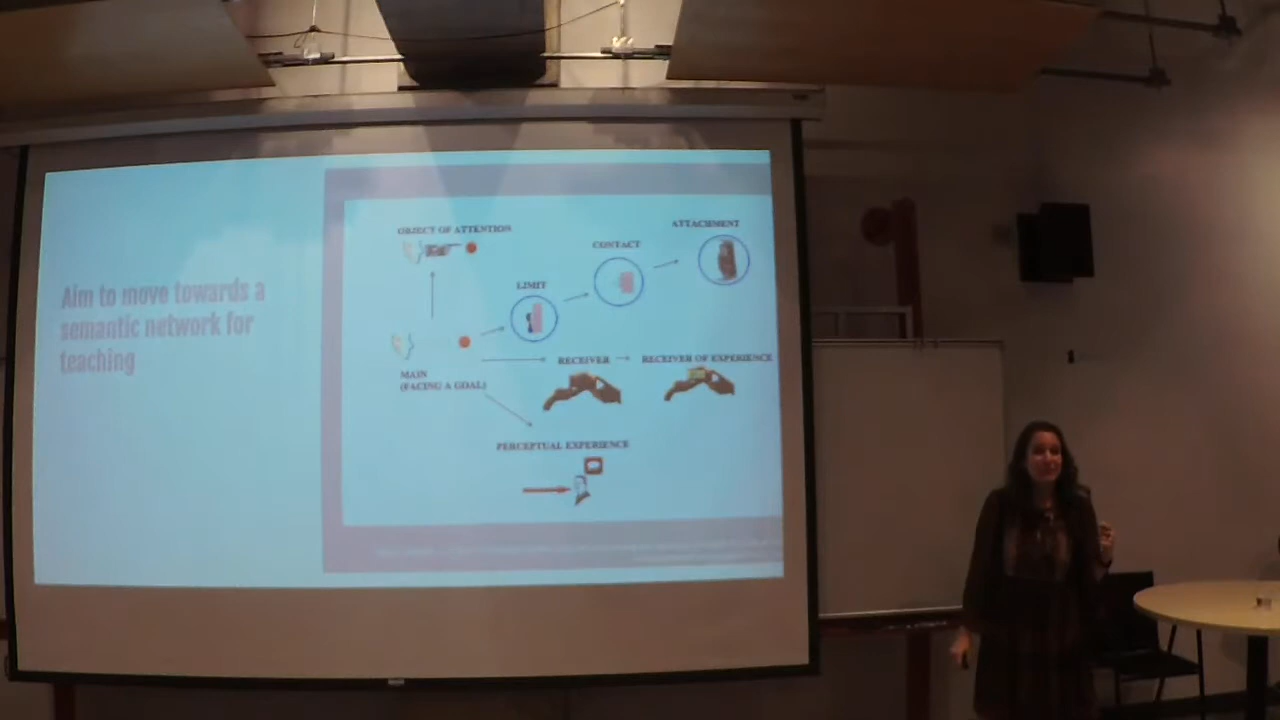 Aim to move towards a
semantic network for
teaching
OBJECT OF ATTENTION
ATTACHMENT
CONTACT
LIMIT
MAIN
(FACING A GOAL)
RECEIVER
RECEIVER OF EXPERIENCE
PERCEPTUAL EXPERIENCE